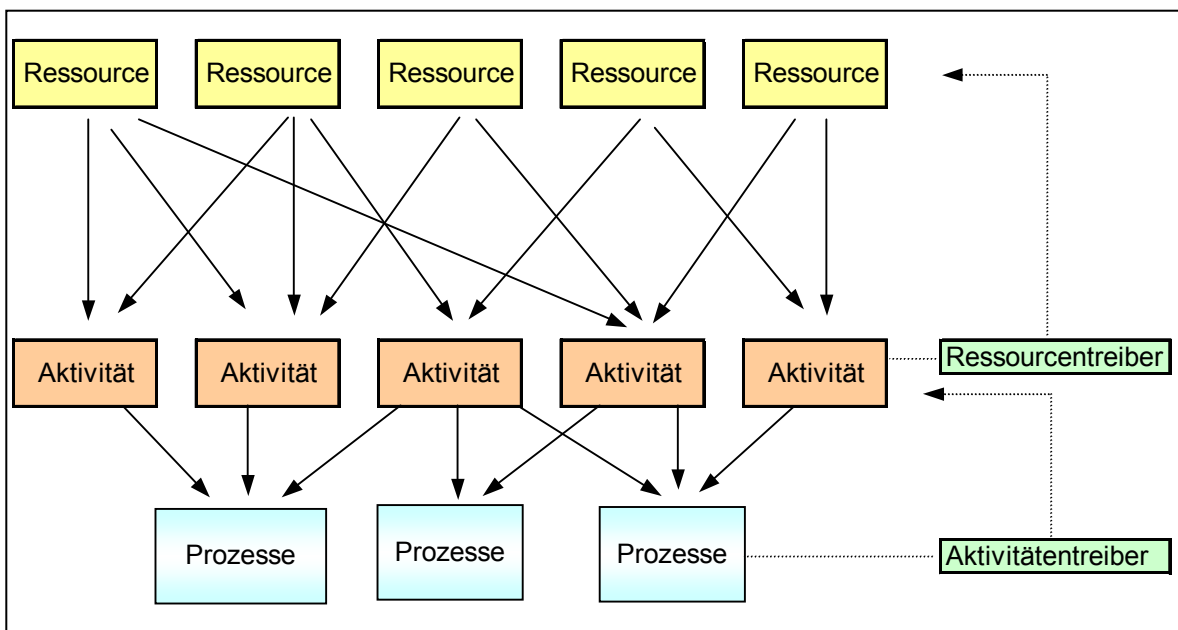 Ressource
Ressource
Ressource
Ressource
Ressource
Aktivität
Aktivität
Aktivität
Aktivität
Aktivität
Ressourcentreiber
Prozesse
Prozesse
Prozesse
Aktivitätentreiber